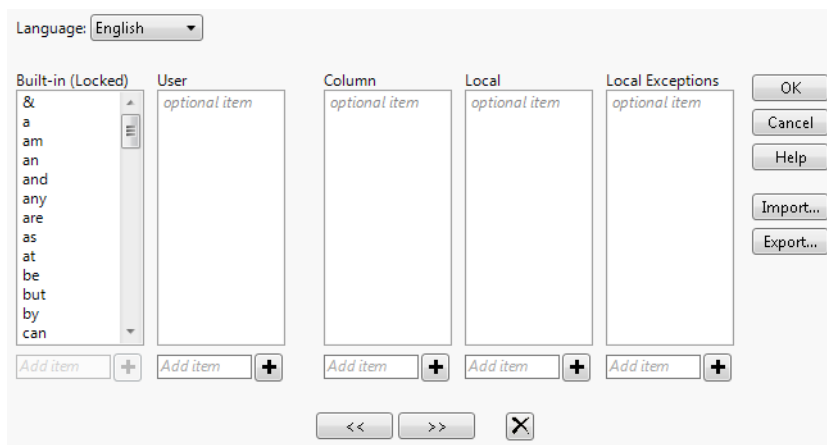 Language: English
Built-in (Locked) User Column Local Local Exceptions
& optional item optional item optional item optional item
a
am
an
and
any
are
as
at
be
but
by
can
Add item + Add item + Add item + Add item + Add item +
<< >> X
OK
Cancel
Help
Import...
Export...